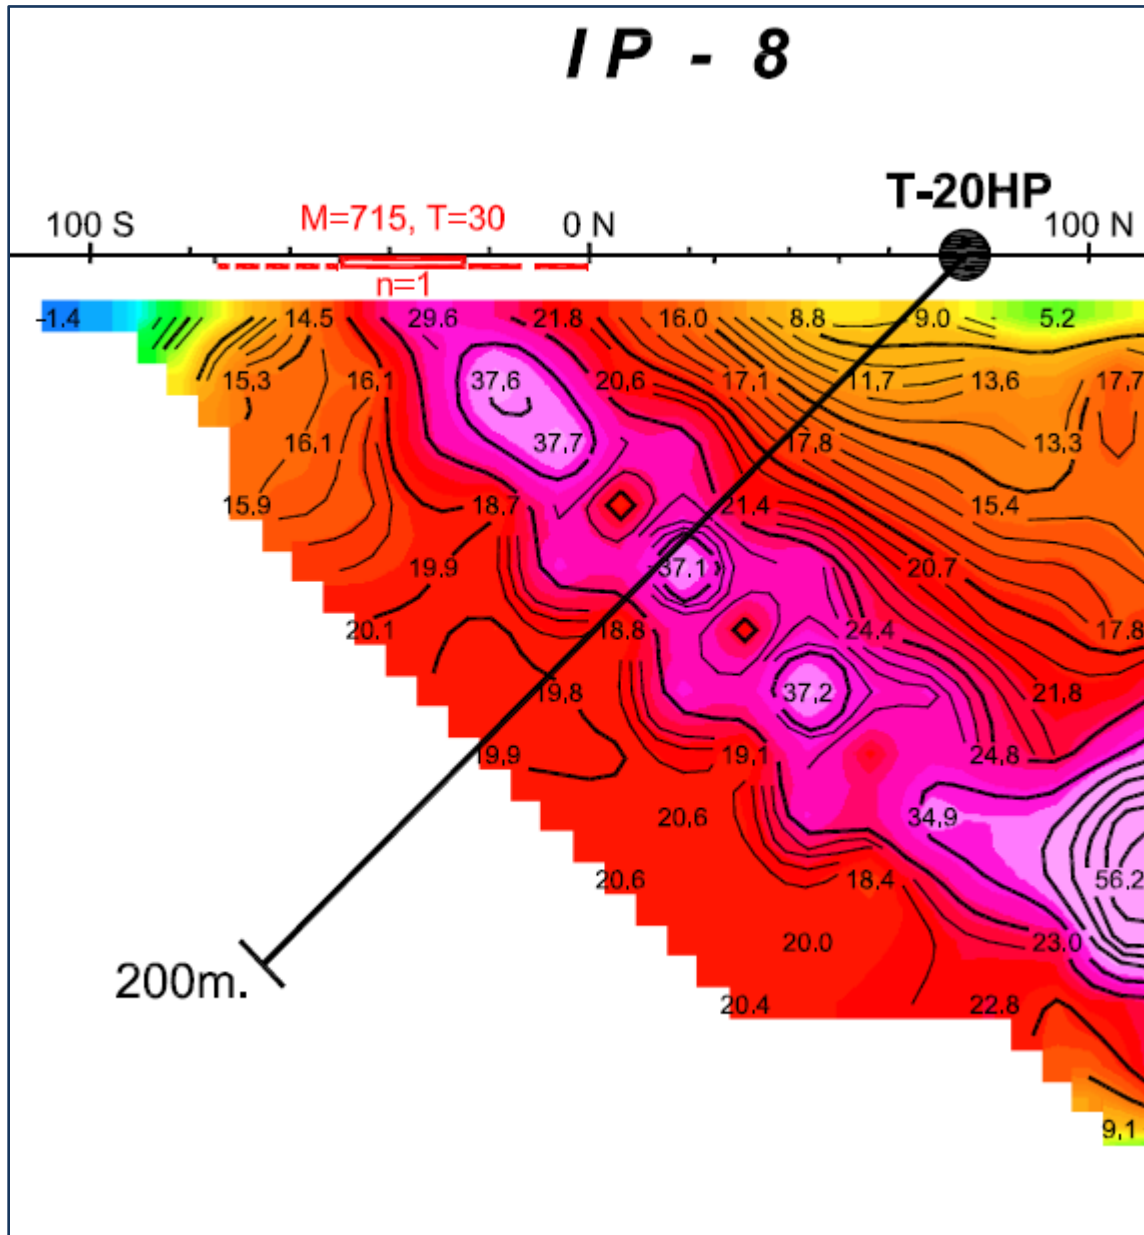 IP - 8
T-20HP
100 S
M=715, T=30
0 N
100 N
n=1
-1.4 14.5 29.6 21.8 16.0 8.8 9.0 5.2
15,3 16,1 37,6 20,6 17,1 11,7 13,6 17,7
16,1 37,7 17,8 13,3
15,9 18,7 21,4 15,4
19,9 37,1 20,7
20,1 18,8 24,4 17,8
19,8 37,2 21,8
19,9 19,1 24,8
20,6 34,9
20.6 18,4 56,2
20.0 23.0
200m.
20.4 22.8
9,1